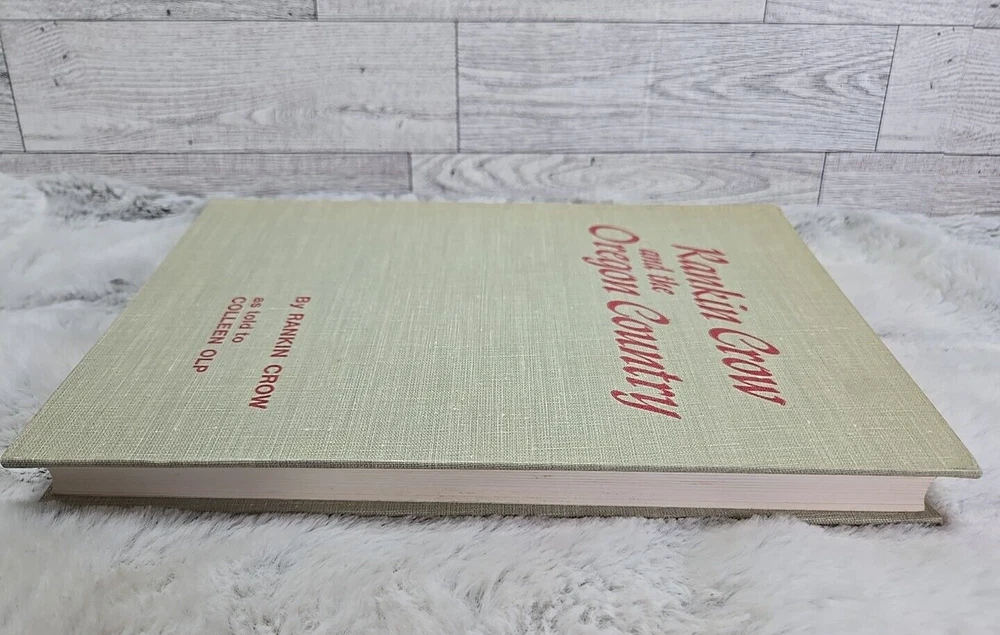 Rankin Crow
and the
Oregon Country
By RANKIN CROW
as told to
COLLEEN OLP